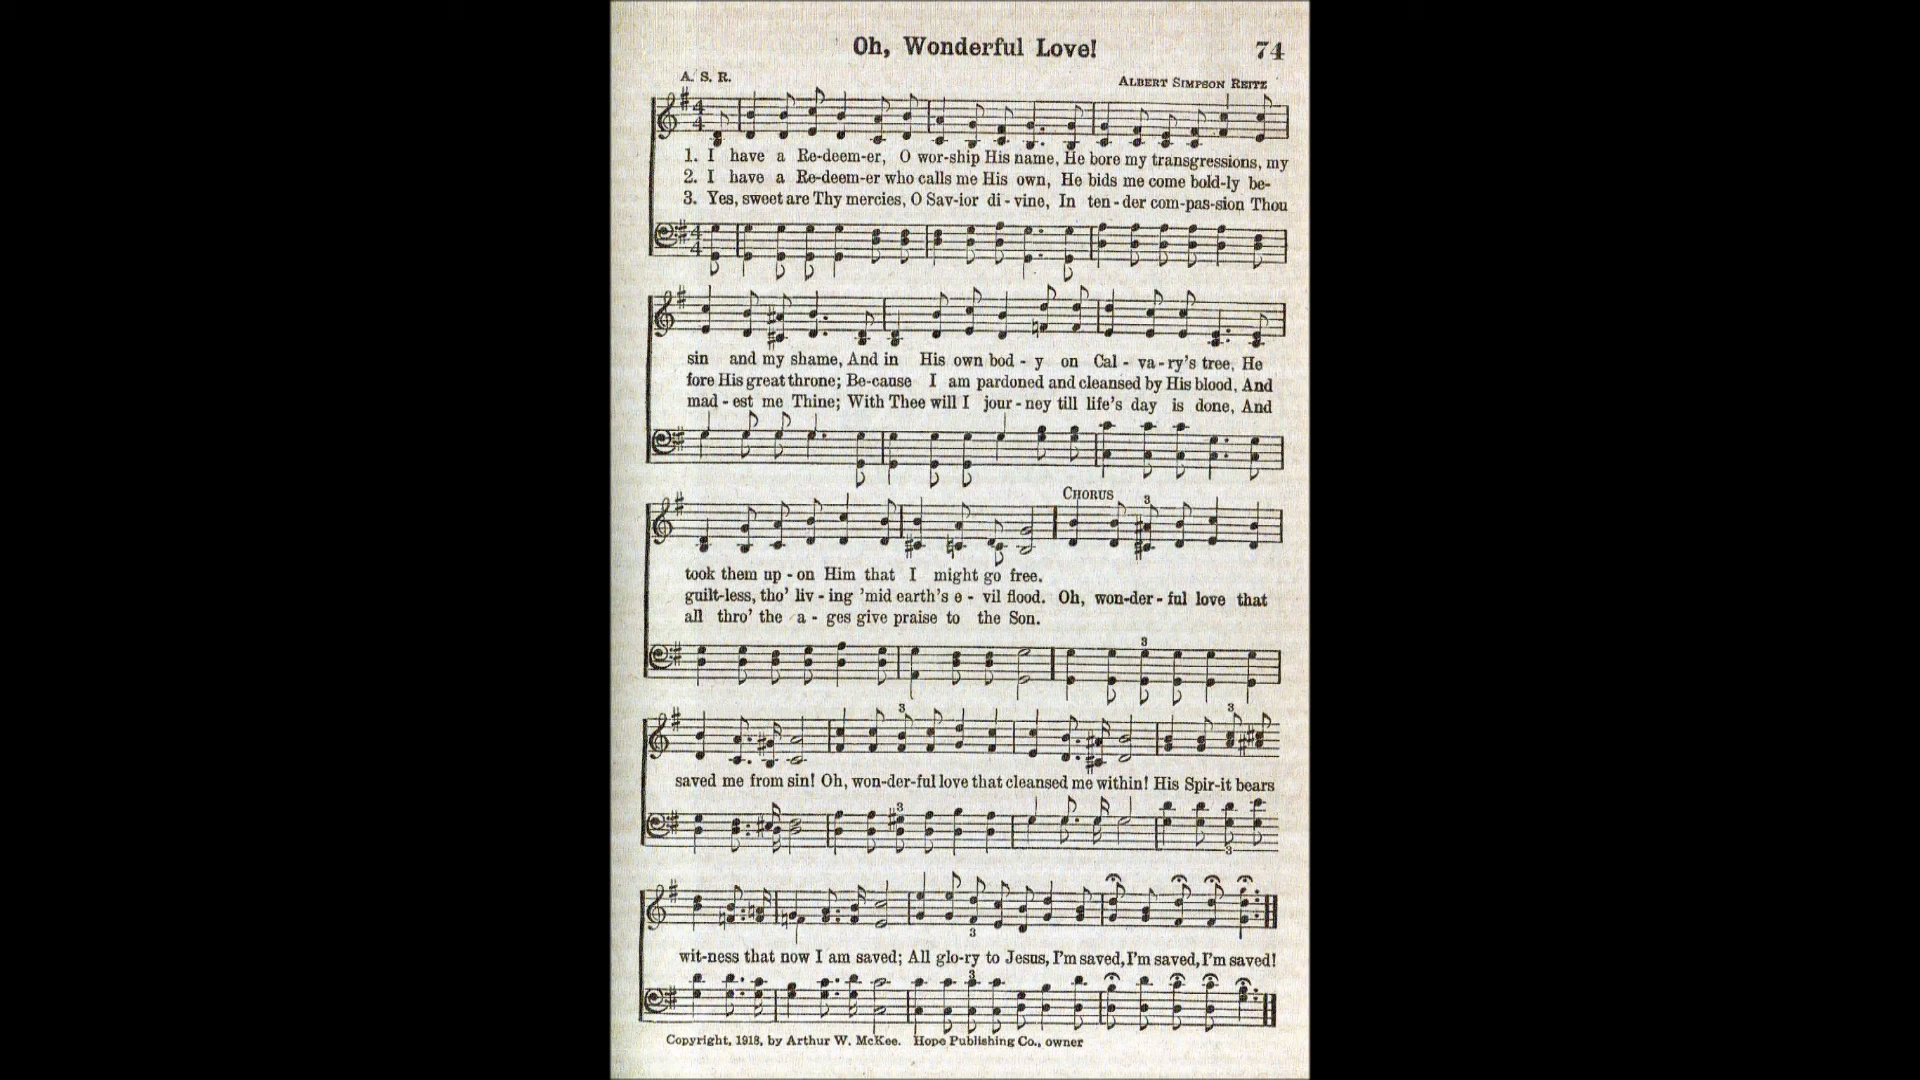 Oh, Wonderful Love!
74
A. S. R.
ALBERT SIMPSON REITZ
1. I have a Re-deem-er, O wor-ship His name, He bore my transgressions, my
2. I have a Re-deem-er who calls me His own, He bids me come bold-ly be-
3. Yes, sweet are Thy mercies, O Sav-ior di-vine, In ten-der com-pas-sion Thou
sin and my shame, And in His own bod-y on Cal-va-ry's tree, He
fore His great throne; Be-cause I am pardoned and cleansed by His blood, And
mad-est me Thine; With Thee will I jour-ney till life's day is done, And
CHORUS
3
took them up-on Him that I might go free.
guilt-less, tho' liv-ing 'mid earth's e-vil flood. Oh, won-der-ful love that
all thro' the a-ges give praise to the Son.
3
3 3
saved me from sin! Oh, won-der-ful love that cleansed me within! His Spir-it bears
3
3
3
wit-ness that now I am saved; All glo-ry to Jesus, I'm saved, I'm saved, I'm saved!
3
Copyright, 1918, by Arthur W. McKee. Hope Publishing Co., owner